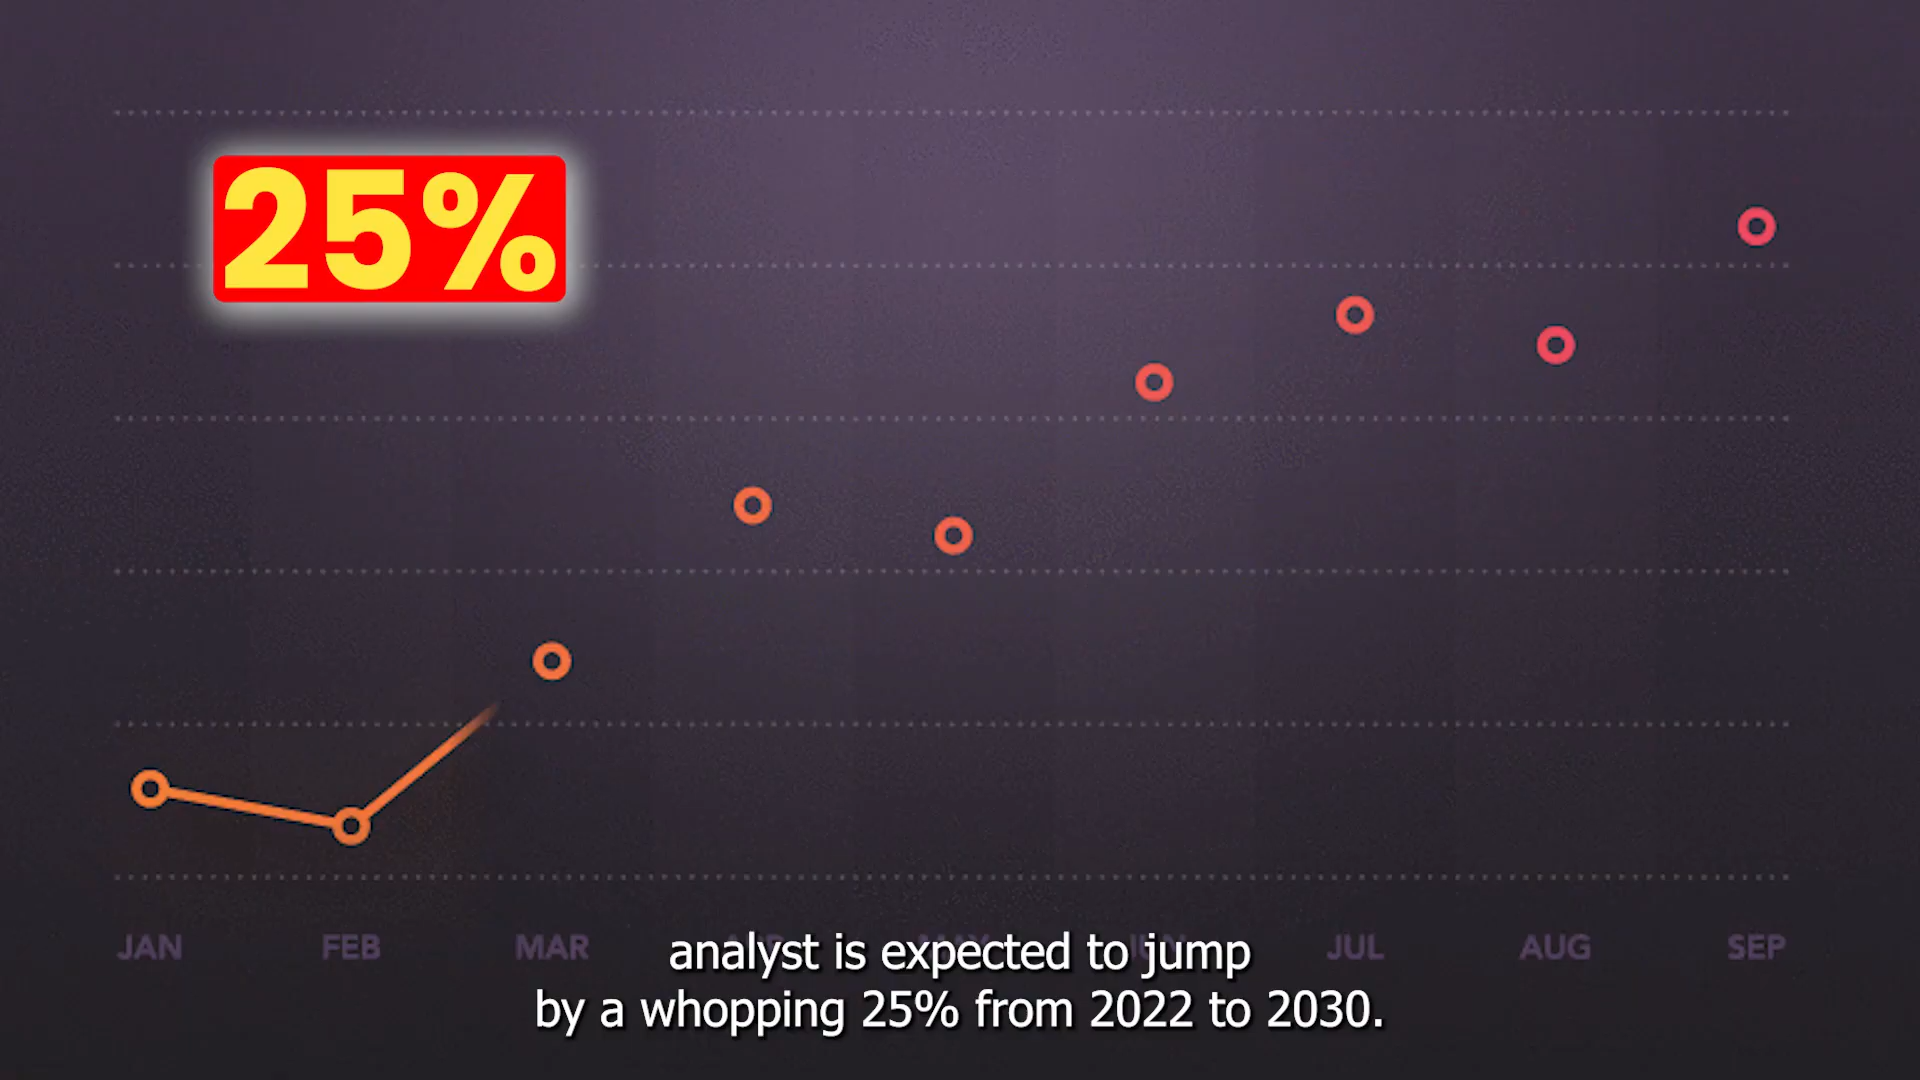 25%
JAN FEB MAR JUL AUG SEP
analyst is expected to jump
by a whopping 25% from 2022 to 2030.